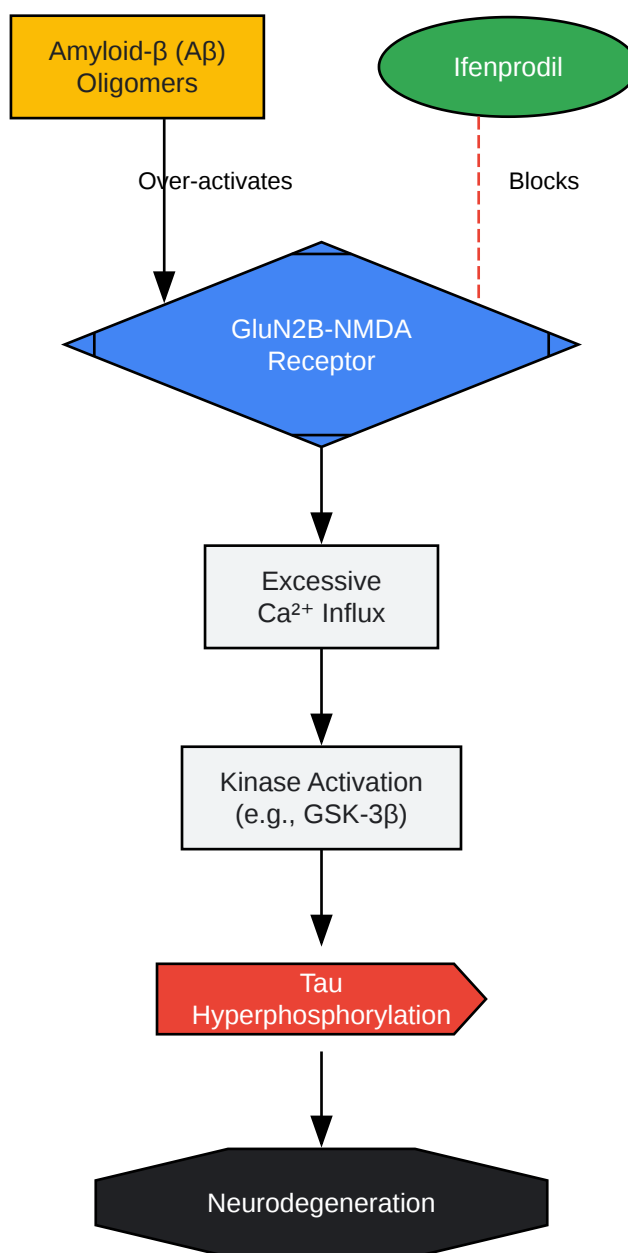 Amyloid-β (Aβ)
Oligomers
Ifenprodil
Over-activates
Blocks
GluN2B-NMDA
Receptor
Excessive
Ca²⁺ Influx
Kinase Activation
(e.g., GSK-3β)
Tau
Hyperphosphorylation
Neurodegeneration